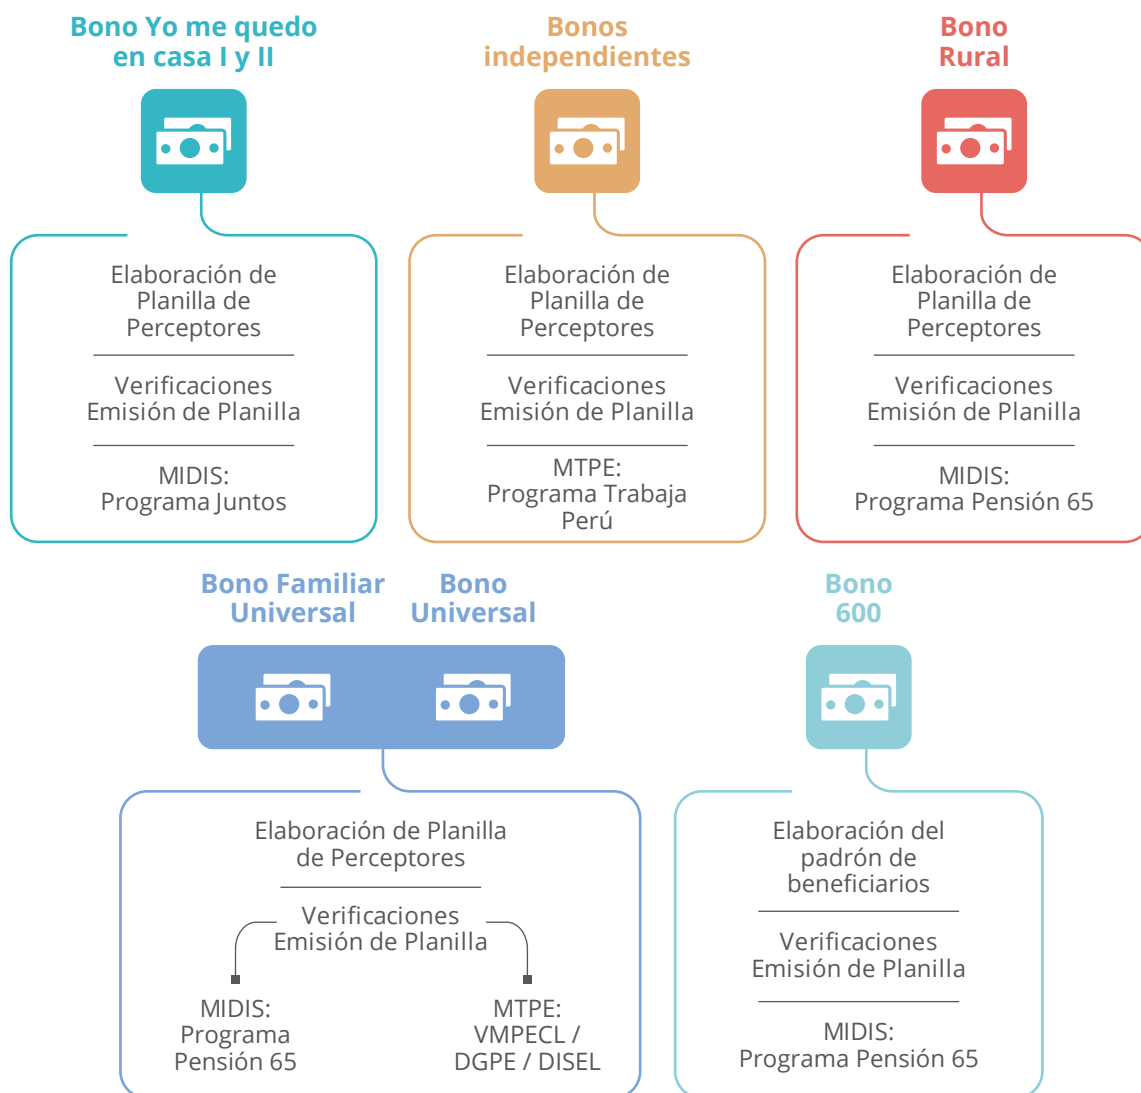 Bono Yo me quedo
en casa I y II
Elaboración de
Planilla de
Perceptores
Verificaciones
Emisión de Planilla
MIDIS:
Programa Juntos
Bonos
independientes
Elaboración de
Planilla de
Perceptores
Verificaciones
Emisión de Planilla
MTPE:
Programa Trabaja
Perú
Bono
Rural
Elaboración de
Planilla de
Perceptores
Verificaciones
Emisión de Planilla
MIDIS:
Programa Pensión 65
Bono Familiar
Universal
Bono
Universal
Elaboración de Planilla
de Perceptores
Verificaciones
Emisión de Planilla
MIDIS:
Programa
Pensión 65
MTPE:
VMPECL /
DGPE / DISEL
Bono
600
Elaboración del
padrón de
beneficiarios
Verificaciones
Emisión de Planilla
MIDIS:
Programa Pensión 65